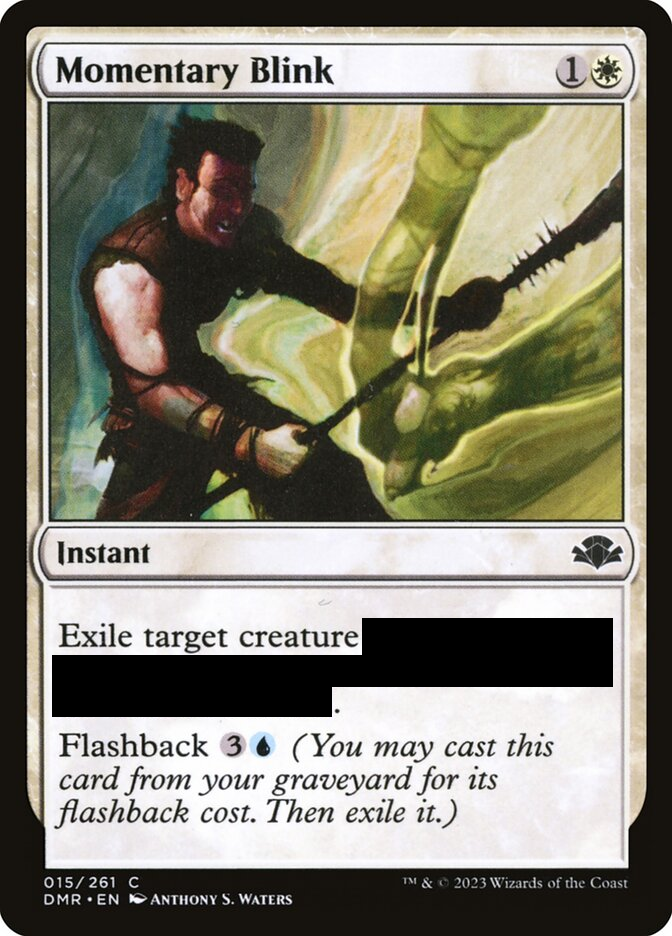 Momentary Blink 1
Instant
Exile target creature
.
Flashback 3 (You may cast this
card from your graveyard for its
flashback cost. Then exile it.)
015/261 C
DMR • EN Anthony S. Waters
™ & © 2023 Wizards of the Coast